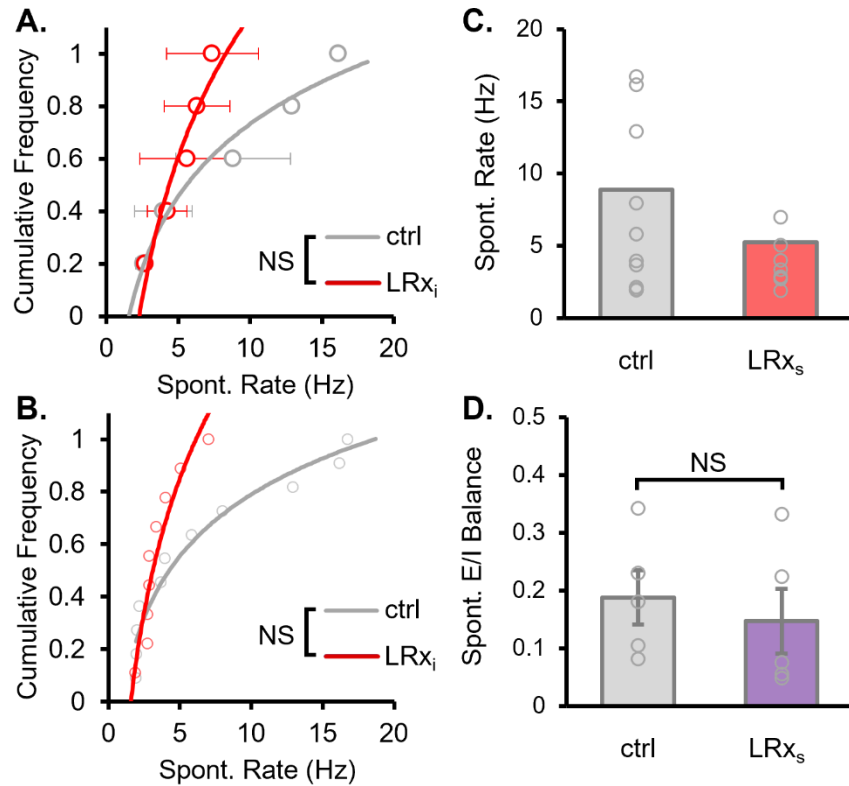 A.
Cumulative Frequency
1
0.8
0.6
0.4
0.2
0
0 5 10 15 20
Spont. Rate (Hz)
NS
ctrl
LRxi
B.
Cumulative Frequency
1
0.8
0.6
0.4
0.2
0
0 5 10 15 20
Spont. Rate (Hz)
NS
ctrl
LRxi
C.
Spont. Rate (Hz)
20
15
10
5
0
ctrl LRxs
D.
Spont. E/I Balance
0.5
0.4
0.3
0.2
0.1
0
NS
ctrl LRxs